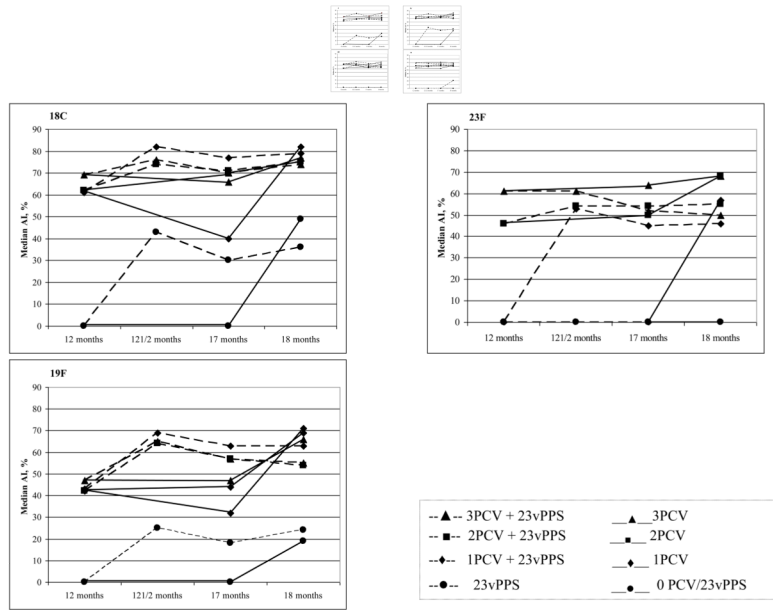 18C
90
80
70
60
50
40
30
20
10
0
Median AI, %
12 months 121/2 months 17 months 18 months
23F
90
80
70
60
50
40
30
20
10
0
Median AI, %
12 months 121/2 months 17 months 18 months
19F
90
80
70
60
50
40
30
20
10
0
Median AI, %
12 months 121/2 months 17 months 18 months
3PCV + 23vPPS 3PCV
2PCV + 23vPPS 2PCV
1PCV + 23vPPS 1PCV
23vPPS 0 PCV/23vPPS